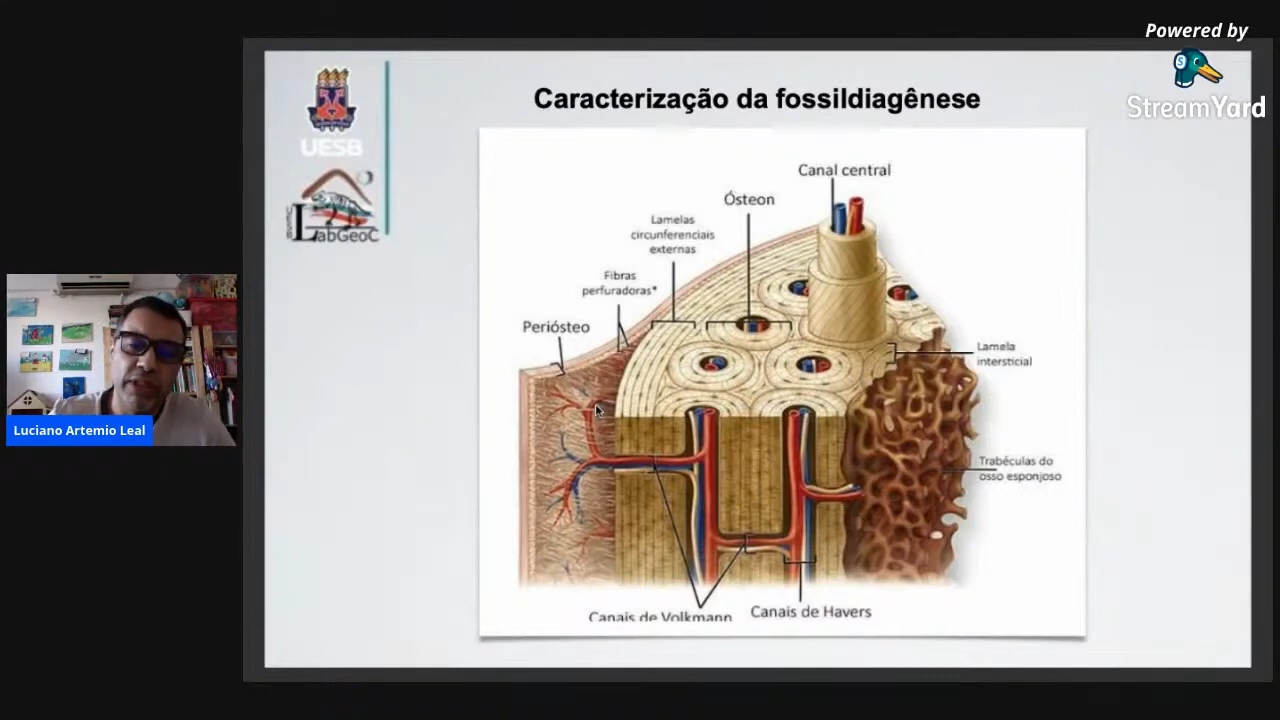 Powered by
StreamYard
Caracterização da fossildiagênese
UESB
LabGeoC
Canal central
Ósteon
Lamelas
circunferenciais
externas
Fibras
perfuradoras*
Periósteo
Lamela
intersticial
Trabéculas do
osso esponjoso
Canais de Volkmann
Canais de Havers
Luciano Artemio Leal